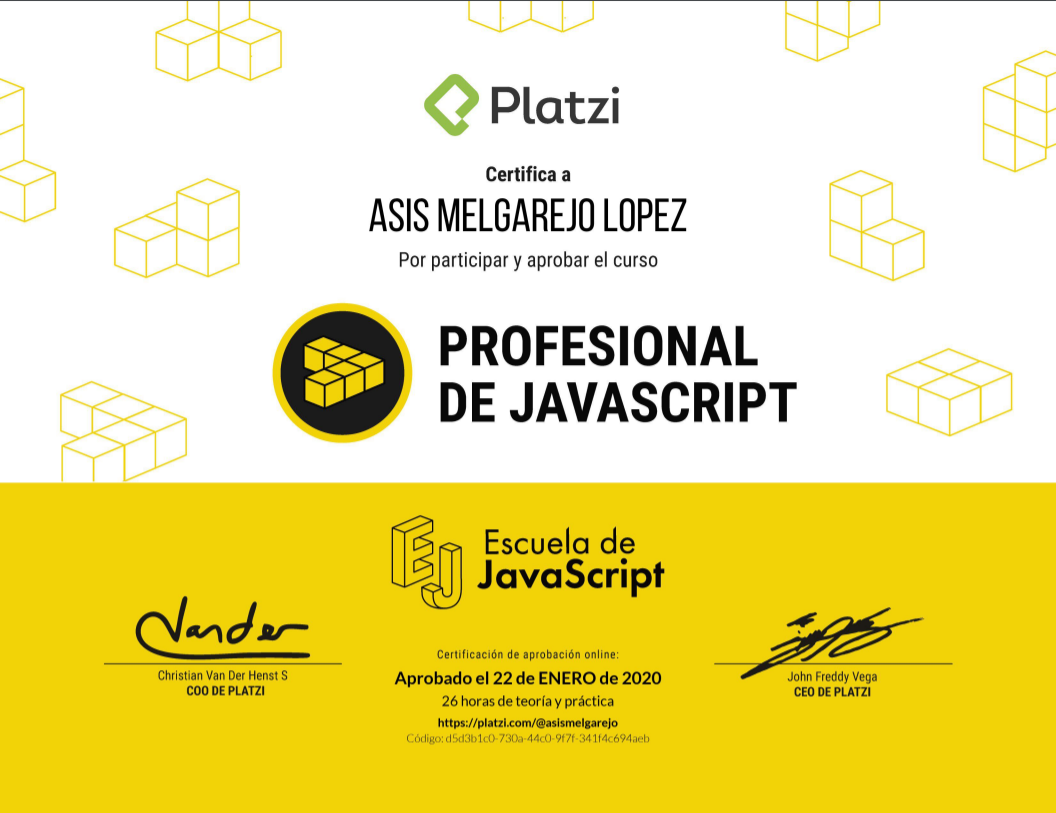 Platzi
Certifica a
ASIS MELGAREJO LOPEZ
Por participar y aprobar el curso
PROFESIONAL
DE JAVASCRIPT
EJ
Escuela de
JavaScript
Vander
Christian Van Der Henst S
COO DE PLATZI
Certificación de aprobación online:
Aprobado el 22 de ENERO de 2020
26 horas de teoría y práctica
https://platzi.com/@asismelgarejo
Código: d5d3b1c0-730a-44c0-9f7f-341f4c694aeb
John Freddy Vega
CEO DE PLATZI